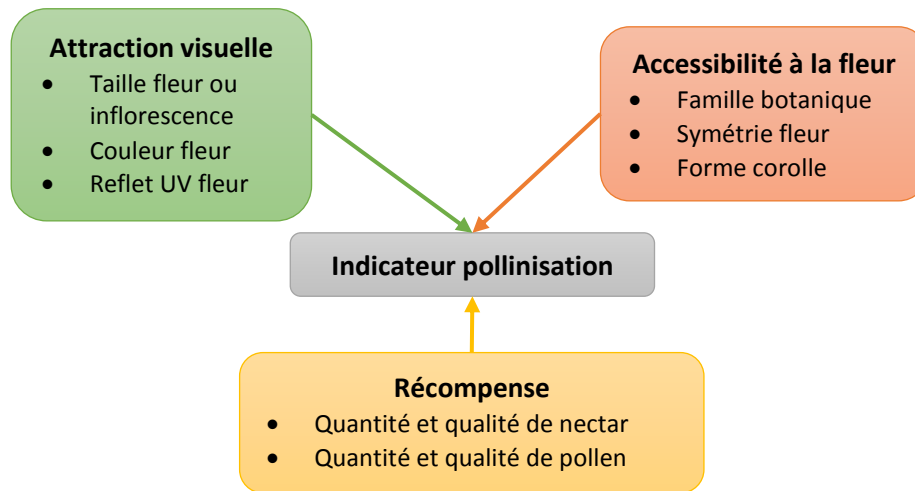 Attraction visuelle
• Taille fleur ou
inflorescence
• Couleur fleur
• Reflet UV fleur
Accessibilité à la fleur
• Famille botanique
• Symétrie fleur
• Forme corolle
Indicateur pollinisation
Récompense
• Quantité et qualité de nectar
• Quantité et qualité de pollen